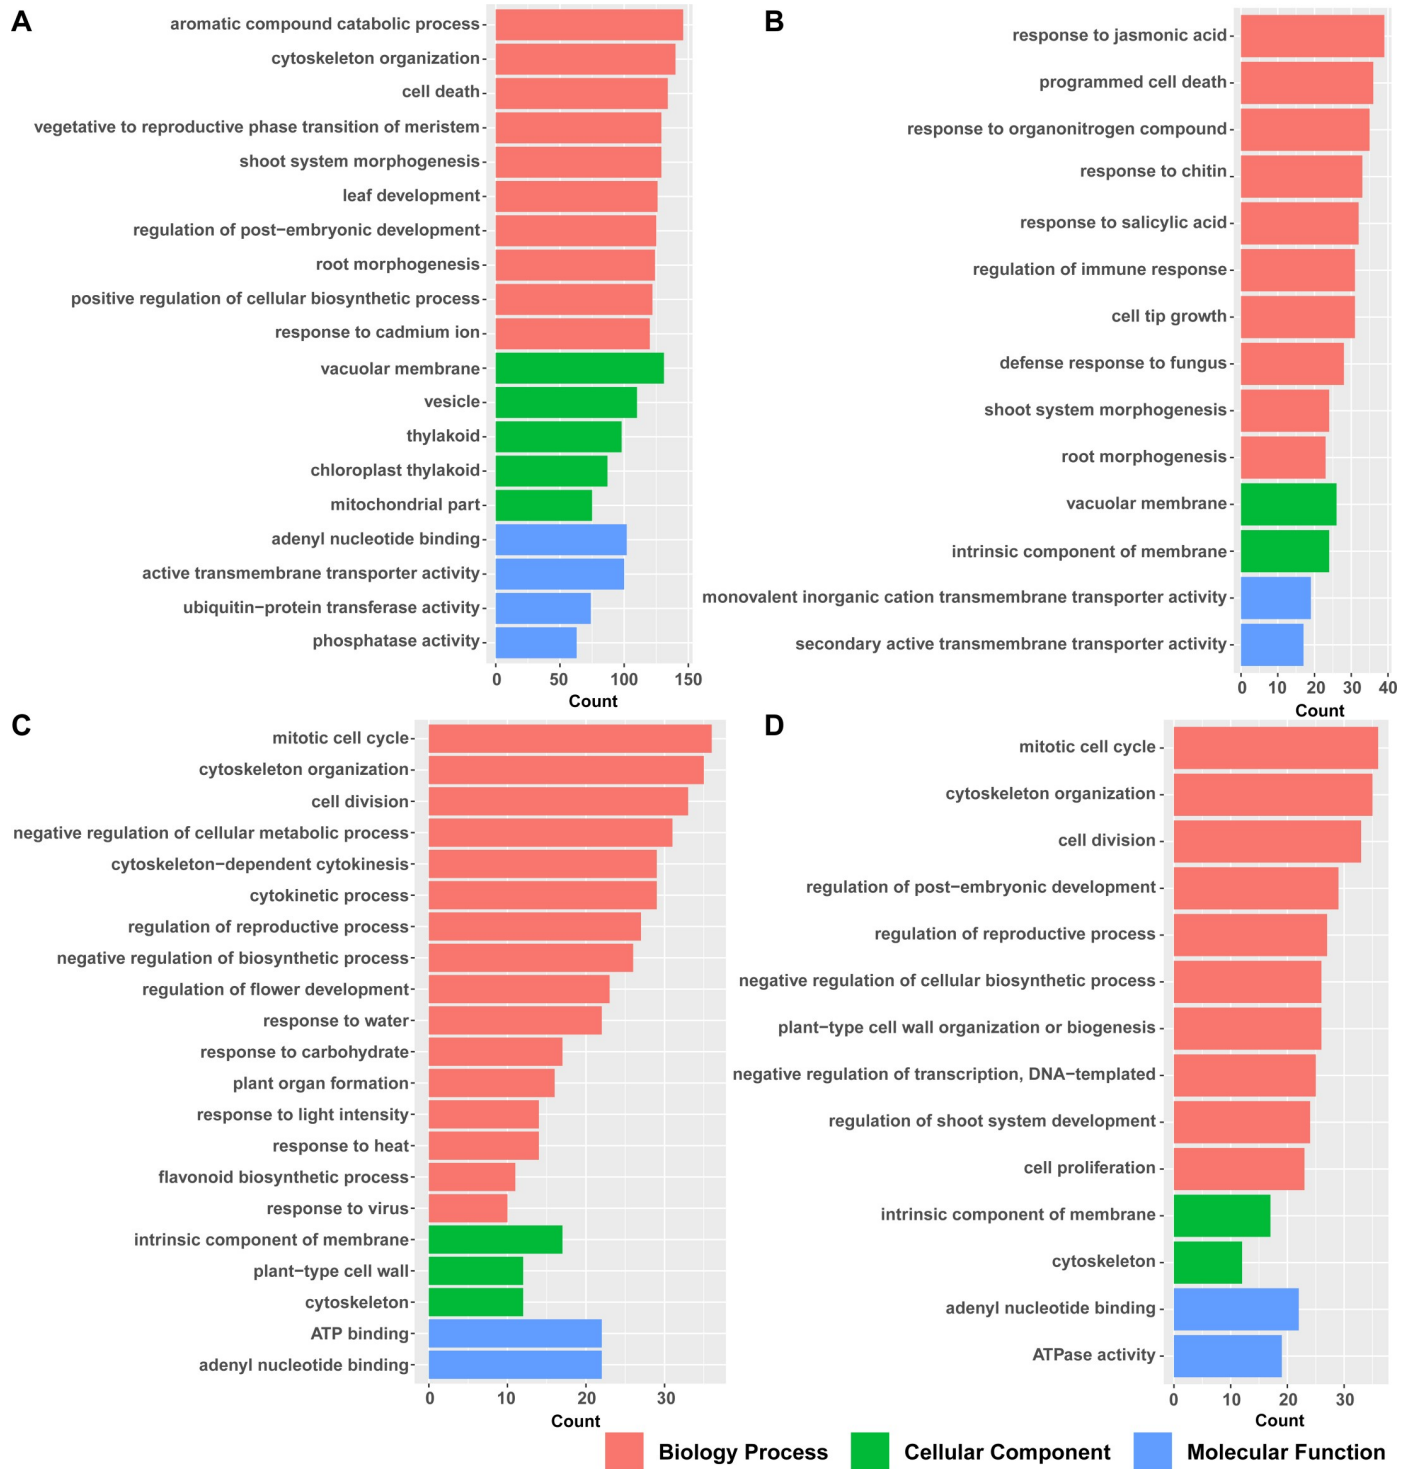 A
aromatic compound catabolic process
cytoskeleton organization
cell death
vegetative to reproductive phase transition of meristem
shoot system morphogenesis
leaf development
regulation of post−embryonic development
root morphogenesis
positive regulation of cellular biosynthetic process
response to cadmium ion
vacuolar membrane
vesicle
thylakoid
chloroplast thylakoid
mitochondrial part
adenyl nucleotide binding
active transmembrane transporter activity
ubiquitin−protein transferase activity
phosphatase activity
0 50 100 150
Count
B
response to jasmonic acid
programmed cell death
response to organonitrogen compound
response to chitin
response to salicylic acid
regulation of immune response
cell tip growth
defense response to fungus
shoot system morphogenesis
root morphogenesis
vacuolar membrane
intrinsic component of membrane
monovalent inorganic cation transmembrane transporter activity
secondary active transmembrane transporter activity
0 10 20 30 40
Count
C
mitotic cell cycle
cytoskeleton organization
cell division
negative regulation of cellular metabolic process
cytoskeleton−dependent cytokinesis
cytokinetic process
regulation of reproductive process
negative regulation of biosynthetic process
regulation of flower development
response to water
response to carbohydrate
plant organ formation
response to light intensity
response to heat
flavonoid biosynthetic process
response to virus
intrinsic component of membrane
plant−type cell wall
cytoskeleton
ATP binding
adenyl nucleotide binding
0 10 20 30
Count
D
mitotic cell cycle
cytoskeleton organization
cell division
regulation of post−embryonic development
regulation of reproductive process
negative regulation of cellular biosynthetic process
plant−type cell wall organization or biogenesis
negative regulation of transcription, DNA−templated
regulation of shoot system development
cell proliferation
intrinsic component of membrane
cytoskeleton
adenyl nucleotide binding
ATPase activity
0 10 20 30
Count
Biology Process Cellular Component Molecular Function